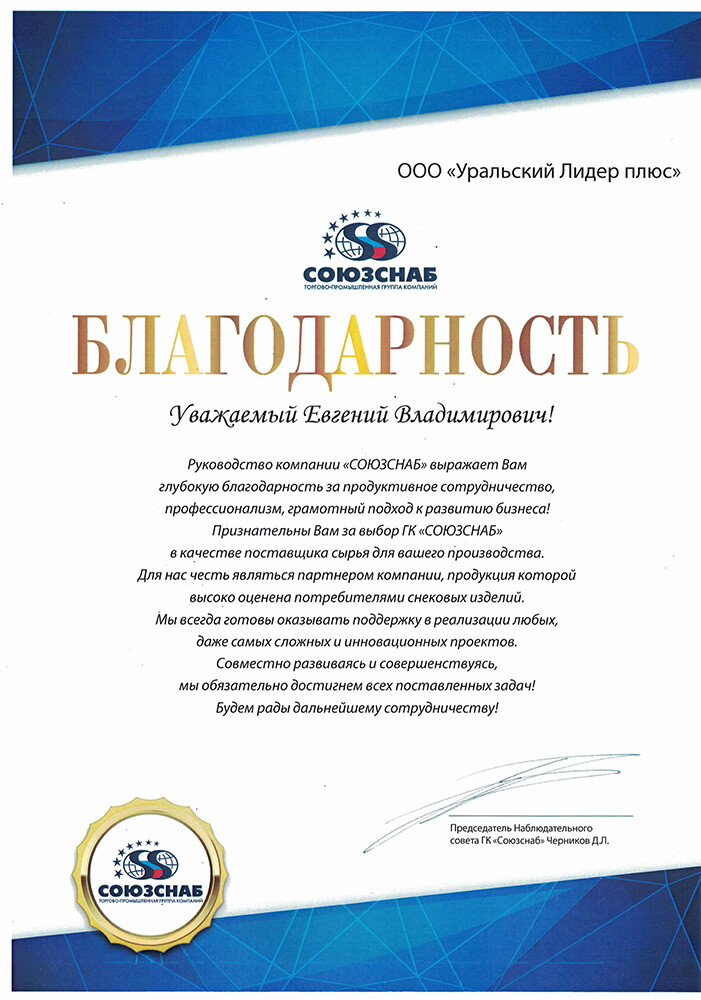 ООО «Уральский Лидер плюс»
СОЮЗСНАБ
ТОРГОВО-ПРОМЫШЛЕННАЯ ГРУППА КОМПАНИЙ
БЛАГОДАРНОСТЬ
Уважаемый Евгений Владимирович!
Руководство компании «СОЮЗСНАБ» выражает Вам
глубокую благодарность за продуктивное сотрудничество,
профессионализм, грамотный подход к развитию бизнеса!
Признательны Вам за выбор ГК «СОЮЗСНАБ»
в качестве поставщика сырья для вашего производства.
Для нас честь являться партнером компании, продукция которой
высоко оценена потребителями снековых изделий.
Мы всегда готовы оказывать поддержку в реализации любых,
даже самых сложных и инновационных проектов.
Совместно развиваясь и совершенствуясь,
мы обязательно достигнем всех поставленных задач!
Будем рады дальнейшему сотрудничеству!
Председатель Наблюдательного
совета ГК «Союзснаб» Черников Д.Л.
СОЮЗСНАБ
ТОРГОВО-ПРОМЫШЛЕННАЯ ГРУППА КОМПАНИЙ